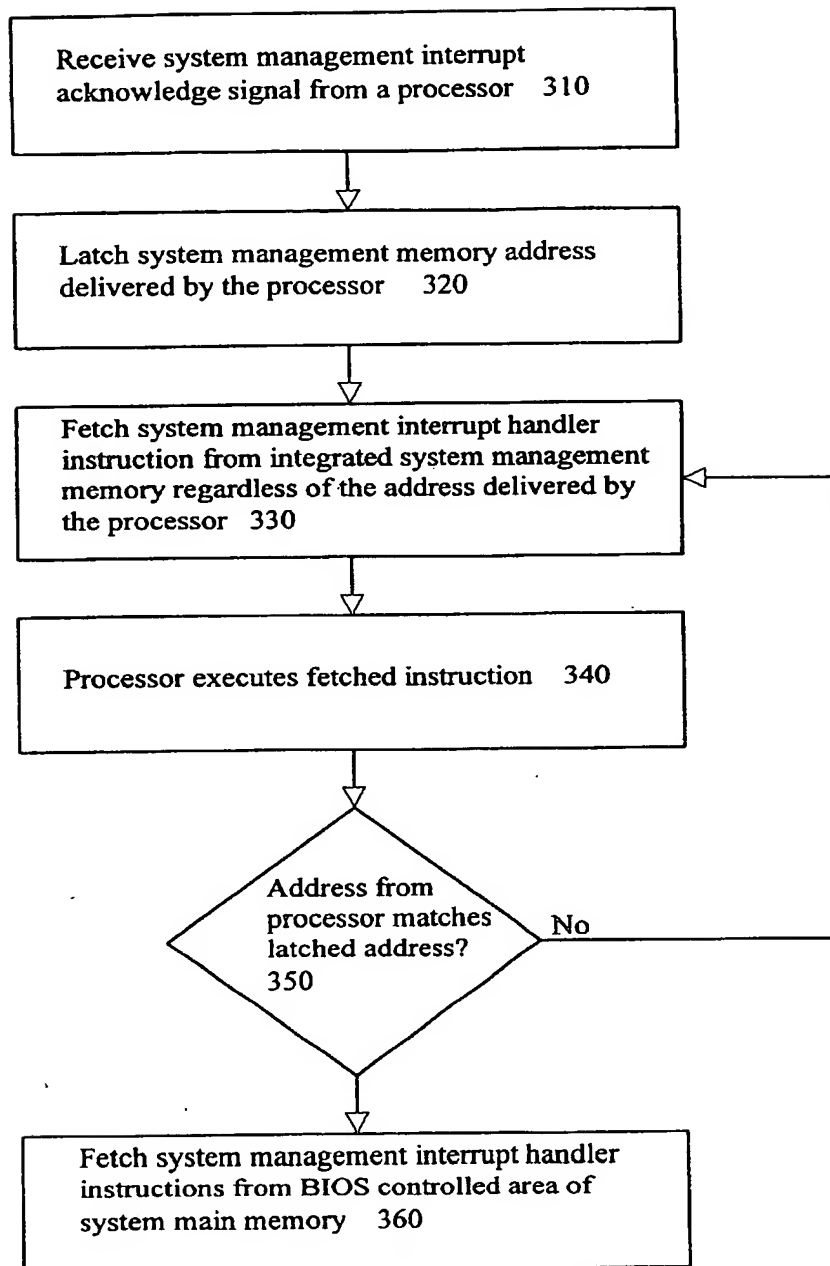 Receive system management interrupt
acknowledge signal from a processor 310
Latch system management memory address
delivered by the processor 320
Fetch system management interrupt handler
instruction from integrated system management
memory regardless of the address delivered by
the processor 330
Processor executes fetched instruction 340
Address from
processor matches
latched address?
350
No
Fetch system management interrupt handler
instructions from BIOS controlled area of
system main memory 360